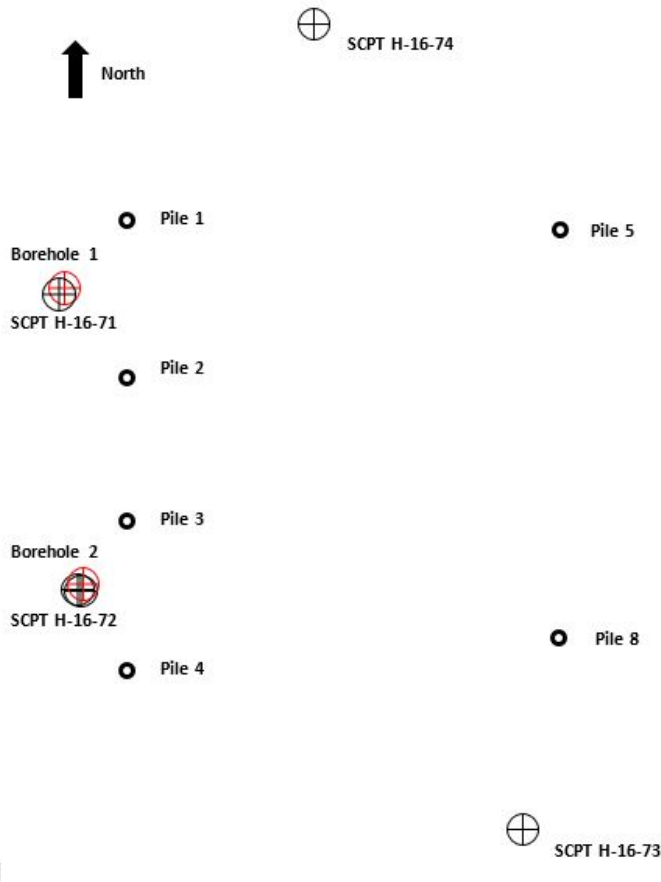 SCPT H-16-74
North
Pile 1
Pile 5
Borehole 1
SCPT H-16-71
Pile 2
Pile 3
Borehole 2
SCPT H-16-72
Pile 8
Pile 4
SCPT H-16-73